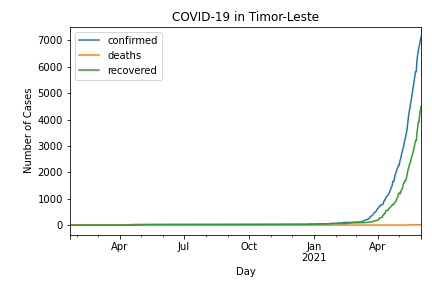 COVID-19 in Timor-Leste
confirmed
deaths
recovered
Number of Cases
7000
6000
5000
4000
3000
2000
1000
0
Apr
Jul
Oct
Jan
2021
Apr
Day